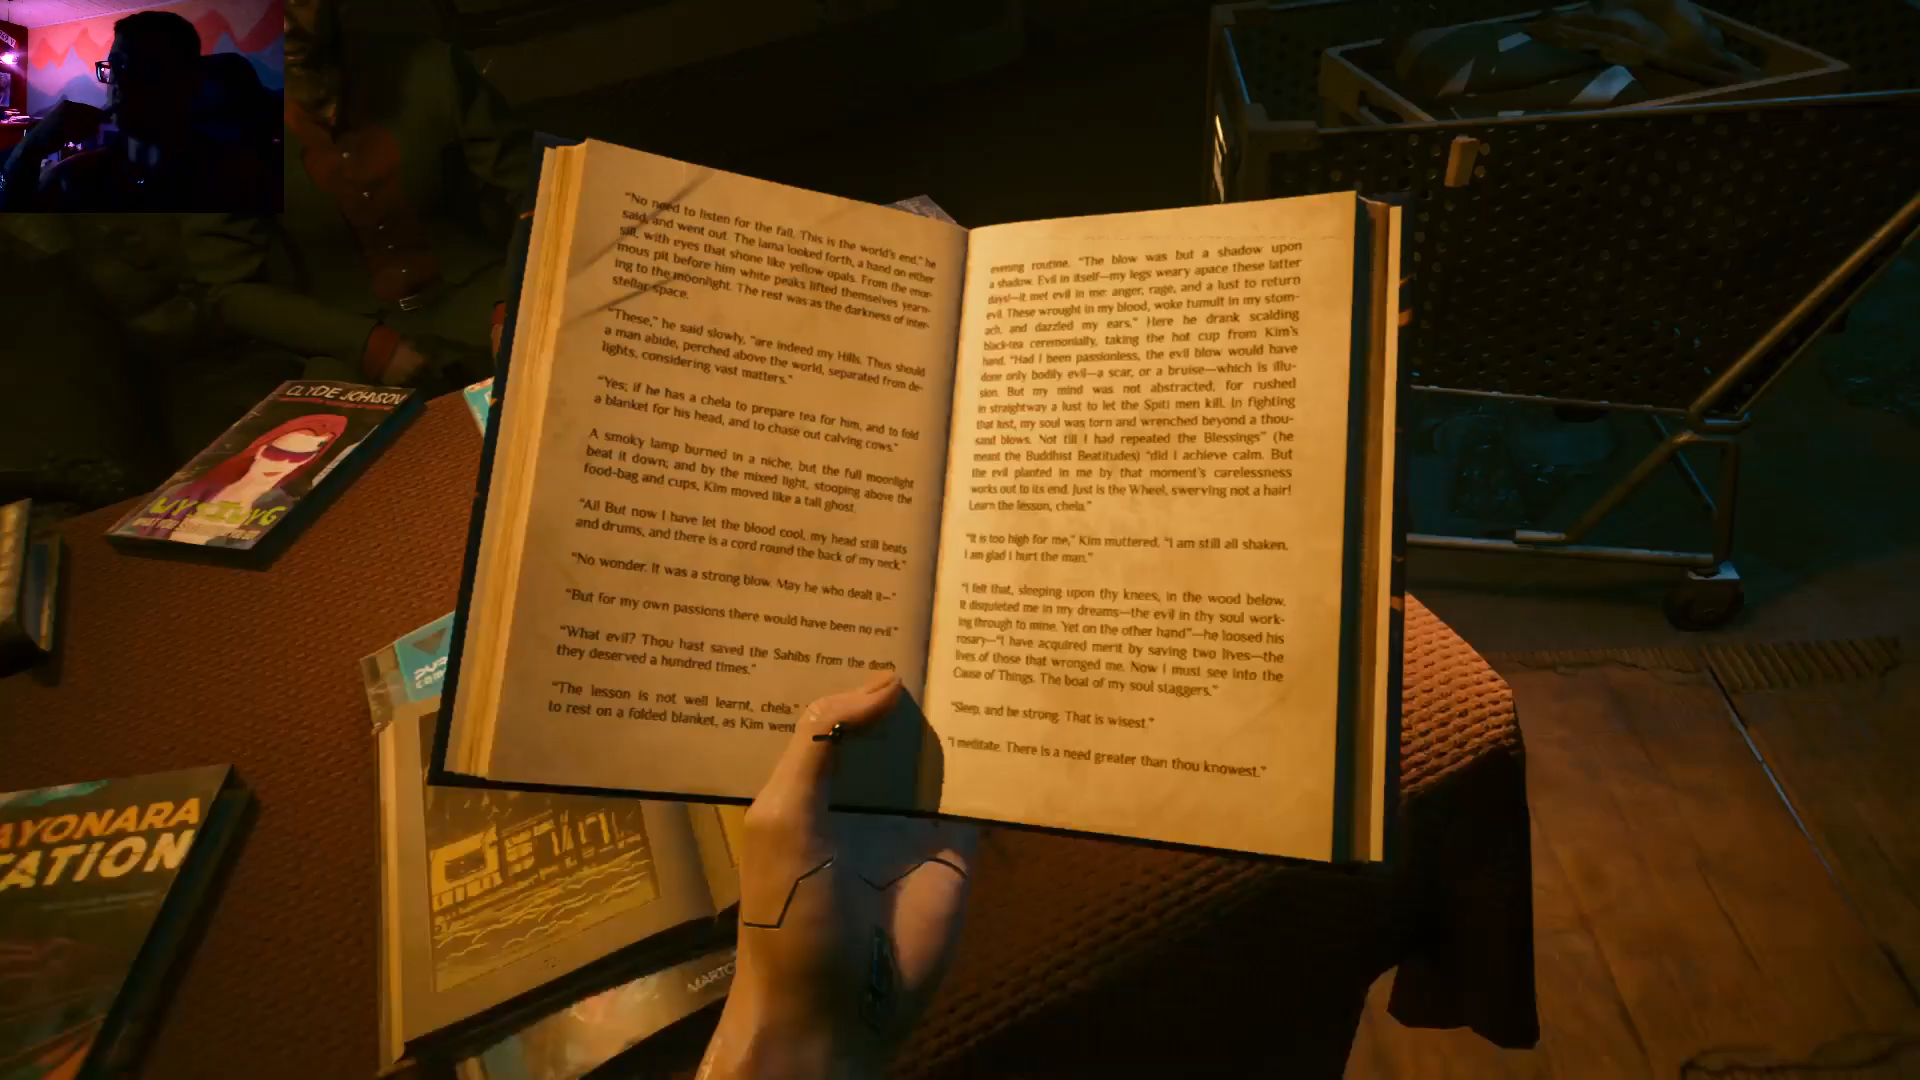 "No need to listen for the fall. This is the world's end," he
said, and went out. The lama looked forth, a hand on either
sill, with eyes that shone like yellow opals. From the enor-
mous pit before him white peaks lifted themselves yearn-
ing to the moonlight. The rest was as the darkness of inter-
stellar space.
"These," he said slowly, "are indeed my Hills. Thus should
a man abide, perched above the world, separated from de-
lights, considering vast matters."
"Yes; if he has a chela to prepare tea for him, and to fold
a blanket for his head, and to chase out calving cows."
A smoky lamp burned in a niche, but the full moonlight
beat it down; and by the mixed light, stooping above the
food-bag and cups, Kim moved like a tall ghost.
"All But now I have let the blood cool, my head still beats
and drums, and there is a cord round the back of my neck."
"No wonder. It was a strong blow. May he who dealt it—"
"But for my own passions there would have been no evil."
"What evil? Thou hast saved the Sahibs from the death
they deserved a hundred times."
"The lesson is not well learnt, chela."
to rest on a folded blanket, as Kim went
evening routine. "The blow was but a shadow upon
a shadow. Evil in itself—my legs weary apace these latter
days!—it met evil in me: anger, rage, and a lust to return
evil. These wrought in my blood, woke tumult in my stom-
ach, and dazzled my ears." Here he drank scalding
black-tea ceremonially, taking the hot cup from Kim's
hand. "Had I been passionless, the evil blow would have
done only bodily evil—a scar, or a bruise—which is illu-
sion. But my mind was not abstracted, for rushed
in straightway a lust to let the Spiti men kill. In fighting
that lust, my soul was torn and wrenched beyond a thou-
sand blows. Not till I had repeated the Blessings" (he
meant the Buddhist Beatitudes) "did I achieve calm. But
the evil planted in me by that moment's carelessness
works out to its end. Just is the Wheel, swerving not a hair!
Learn the lesson, chela."
"It is too high for me," Kim muttered. "I am still all shaken.
I am glad I hurt the man."
"I felt that, sleeping upon thy knees, in the wood below.
It disquieted me in my dreams—the evil in thy soul work-
ing through to mine. Yet on the other hand"—he loosed his
rosary—"I have acquired merit by saving two lives—the
lives of those that wronged me. Now I must see into the
Cause of Things. The boat of my soul staggers."
"Sleep, and be strong. That is wisest."
"I meditate. There is a need greater than thou knowest."
CLYDE JOHNSON
AYONARA
TATION